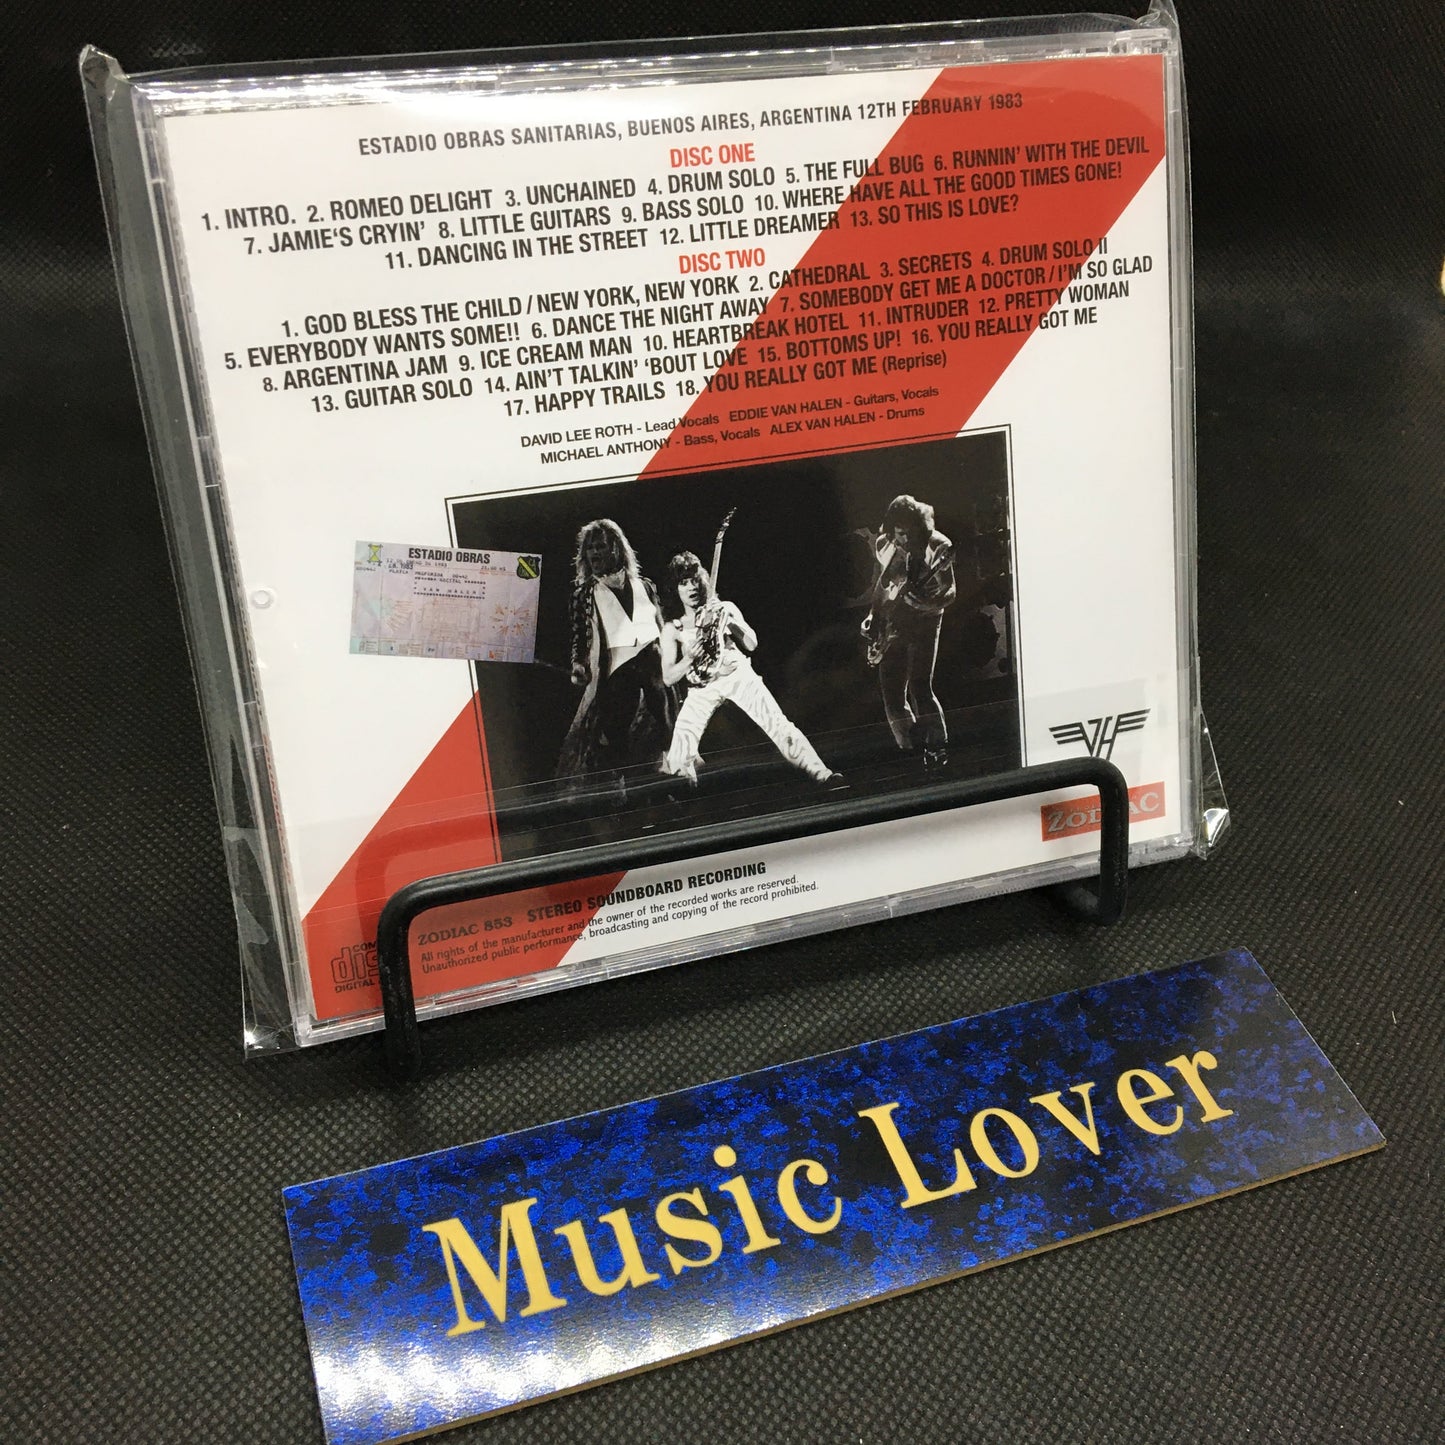 ESTADIO OBRAS SANITARIAS, BUENOS AIRES, ARGENTINA 12TH FEBRUARY 1983
DISC ONE
1. INTRO. 2. ROMEO DELIGHT 3. UNCHAINED 4. DRUM SOLO 5. THE FULL BUG 6. RUNNIN' WITH THE DEVIL
7. JAMIE'S CRYIN' 8. LITTLE GUITARS 9. BASS SOLO 10. WHERE HAVE ALL THE GOOD TIMES GONE!
11. DANCING IN THE STREET 12. LITTLE DREAMER 13. SO THIS IS LOVE?
DISC TWO
1. GOD BLESS THE CHILD / NEW YORK, NEW YORK 2. CATHEDRAL 3. SECRETS 4. DRUM SOLO II
5. EVERYBODY WANTS SOME!! 6. DANCE THE NIGHT AWAY 7. SOMEBODY GET ME A DOCTOR / I'M SO GLAD
8. ARGENTINA JAM 9. ICE CREAM MAN 10. HEARTBREAK HOTEL 11. INTRUDER 12. PRETTY WOMAN
13. GUITAR SOLO 14. AIN'T TALKIN' 'BOUT LOVE 15. BOTTOMS UP! 16. YOU REALLY GOT ME
17. HAPPY TRAILS 18. YOU REALLY GOT ME (Reprise)
DAVID LEE ROTH - Lead Vocals EDDIE VAN HALEN - Guitars, Vocals
MICHAEL ANTHONY - Bass, Vocals ALEX VAN HALEN - Drums
ESTADIO OBRAS
1983
RECITAL
VAN HALEN
VH
ZODIAC
ZODIAC 853 STEREO SOUNDBOARD RECORDING
All rights of the manufacturer and the owner of the recorded works are reserved.
Unauthorized public performance, broadcasting and copying of the record prohibited.
DIGITAL
Music Lover